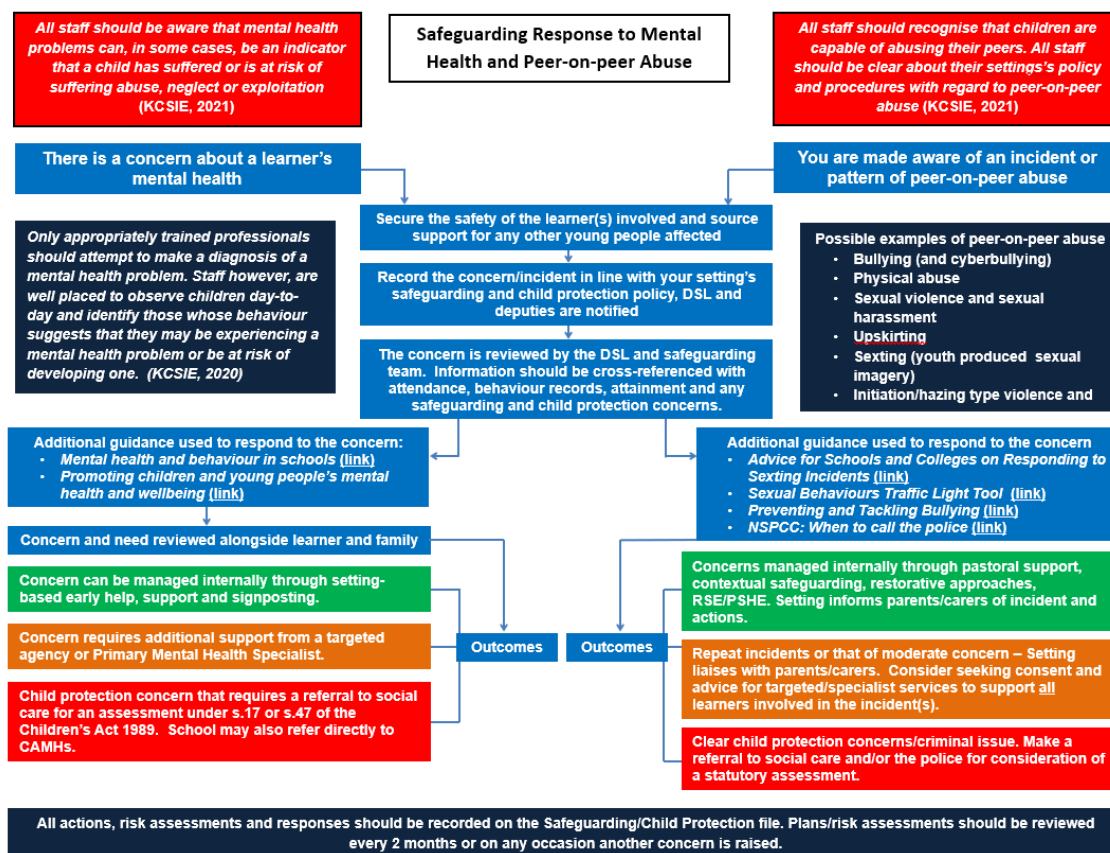 All staff should be aware that mental health
problems can, in some cases, be an indicator
that a child has suffered or is at risk of
suffering abuse, neglect or exploitation
(KCSIE, 2021)
Safeguarding Response to Mental
Health and Peer-on-peer Abuse
All staff should recognise that children are
capable of abusing their peers. All staff
should be clear about their settings's policy
and procedures with regard to peer-on-peer
abuse (KCSIE, 2021)
There is a concern about a learner's
mental health
You are made aware of an incident or
pattern of peer-on-peer abuse
Secure the safety of the learner(s) involved and source
support for any other young people affected
Only appropriately trained professionals
should attempt to make a diagnosis of a
mental health problem. Staff however, are
well placed to observe children day-to-
day and identify those whose behaviour
suggests that they may be experiencing a
mental health problem or be at risk of
developing one. (KCSIE, 2020)
Record the concern/incident in line with your setting's
safeguarding and child protection policy, DSL and
deputies are notified
Possible examples of peer-on-peer abuse
• Bullying (and cyberbullying)
• Physical abuse
• Sexual violence and sexual
harassment
• Upskirting
• Sexting (youth produced sexual
imagery)
• Initiation/hazing type violence and
The concern is reviewed by the DSL and safeguarding
team. Information should be cross-referenced with
attendance, behaviour records, attainment and any
safeguarding and child protection concerns.
Additional guidance used to respond to the concern:
• Mental health and behaviour in schools (link)
• Promoting children and young people's mental
health and wellbeing (link)
Additional guidance used to respond to the concern
• Advice for Schools and Colleges on Responding to
Sexting Incidents (link)
• Sexual Behaviours Traffic Light Tool (link)
• Preventing and Tackling Bullying (link)
• NSPCC: When to call the police (link)
Concern and need reviewed alongside learner and family
Concern can be managed internally through setting-
based early help, support and signposting.
Concern requires additional support from a targeted
agency or Primary Mental Health Specialist.
Child protection concern that requires a referral to social
care for an assessment under s.17 or s.47 of the
Children's Act 1989. School may also refer directly to
CAMHs.
Outcomes
Outcomes
Concerns managed internally through pastoral support,
contextual safeguarding, restorative approaches,
RSE/PSHE. Setting informs parents/carers of incident and
actions.
Repeat incidents or that of moderate concern – Setting
liaises with parents/carers. Consider seeking consent and
advice for targeted/specialist services to support all
learners involved in the incident(s).
Clear child protection concerns/criminal issue. Make a
referral to social care and/or the police for consideration of
a statutory assessment.
All actions, risk assessments and responses should be recorded on the Safeguarding/Child Protection file. Plans/risk assessments should be reviewed
every 2 months or on any occasion another concern is raised.